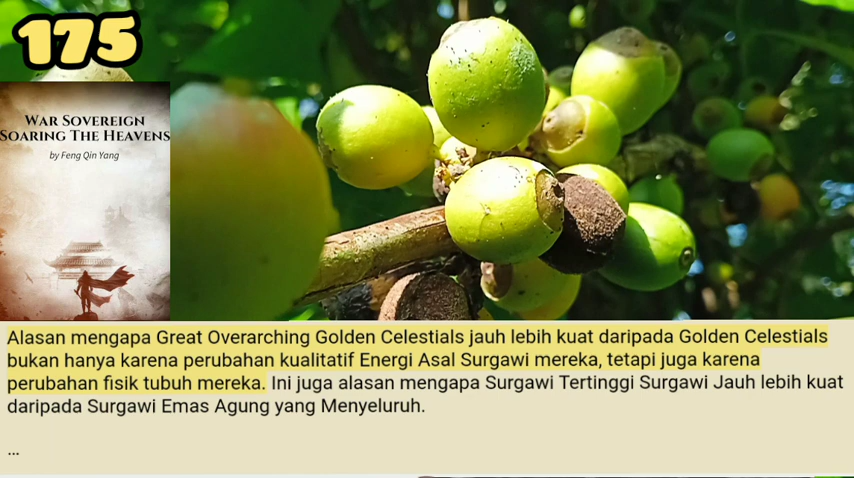 175
WAR SOVEREIGN
SOARING THE HEAVENS
by Feng Qin Yang
Alasan mengapa Great Overarching Golden Celestials jauh lebih kuat daripada Golden Celestials
bukan hanya karena perubahan kualitatif Energi Asal Surgawi mereka, tetapi juga karena
perubahan fisik tubuh mereka. Ini juga alasan mengapa Surgawi Tertinggi Surgawi Jauh lebih kuat
daripada Surgawi Emas Agung yang Menyeluruh.
...